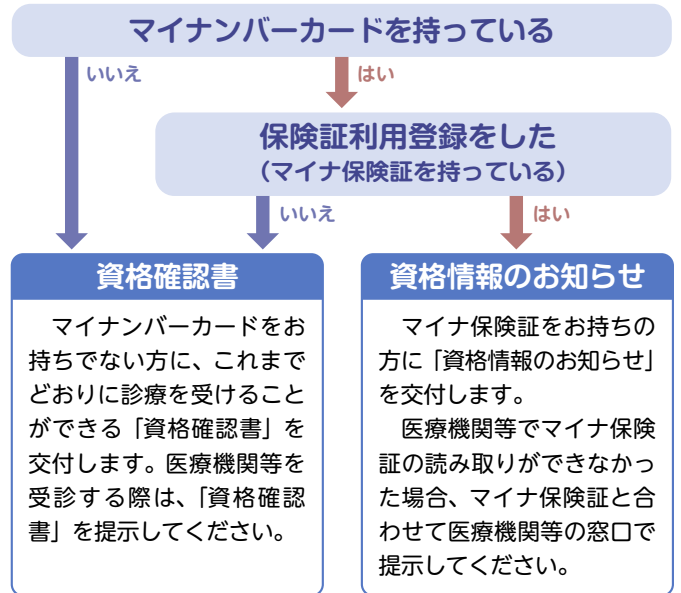 マイナンバーカードを持っている
いいえ
はい
保険証利用登録をした
（マイナ保険証を持っている）
いいえ
はい
資格確認書
マイナンバーカードをお
持ちでない方に、これまで
どおりに診療を受けること
ができる「資格確認書」を
交付します。医療機関等を
受診する際は、「資格確認
書」を提示してください。
資格情報のお知らせ
マイナ保険証をお持ちの
方に「資格情報のお知らせ」
を交付します。
医療機関等でマイナ保険
証の読み取りができなかっ
た場合、マイナ保険証と合
わせて医療機関等の窓口で
提示してください。